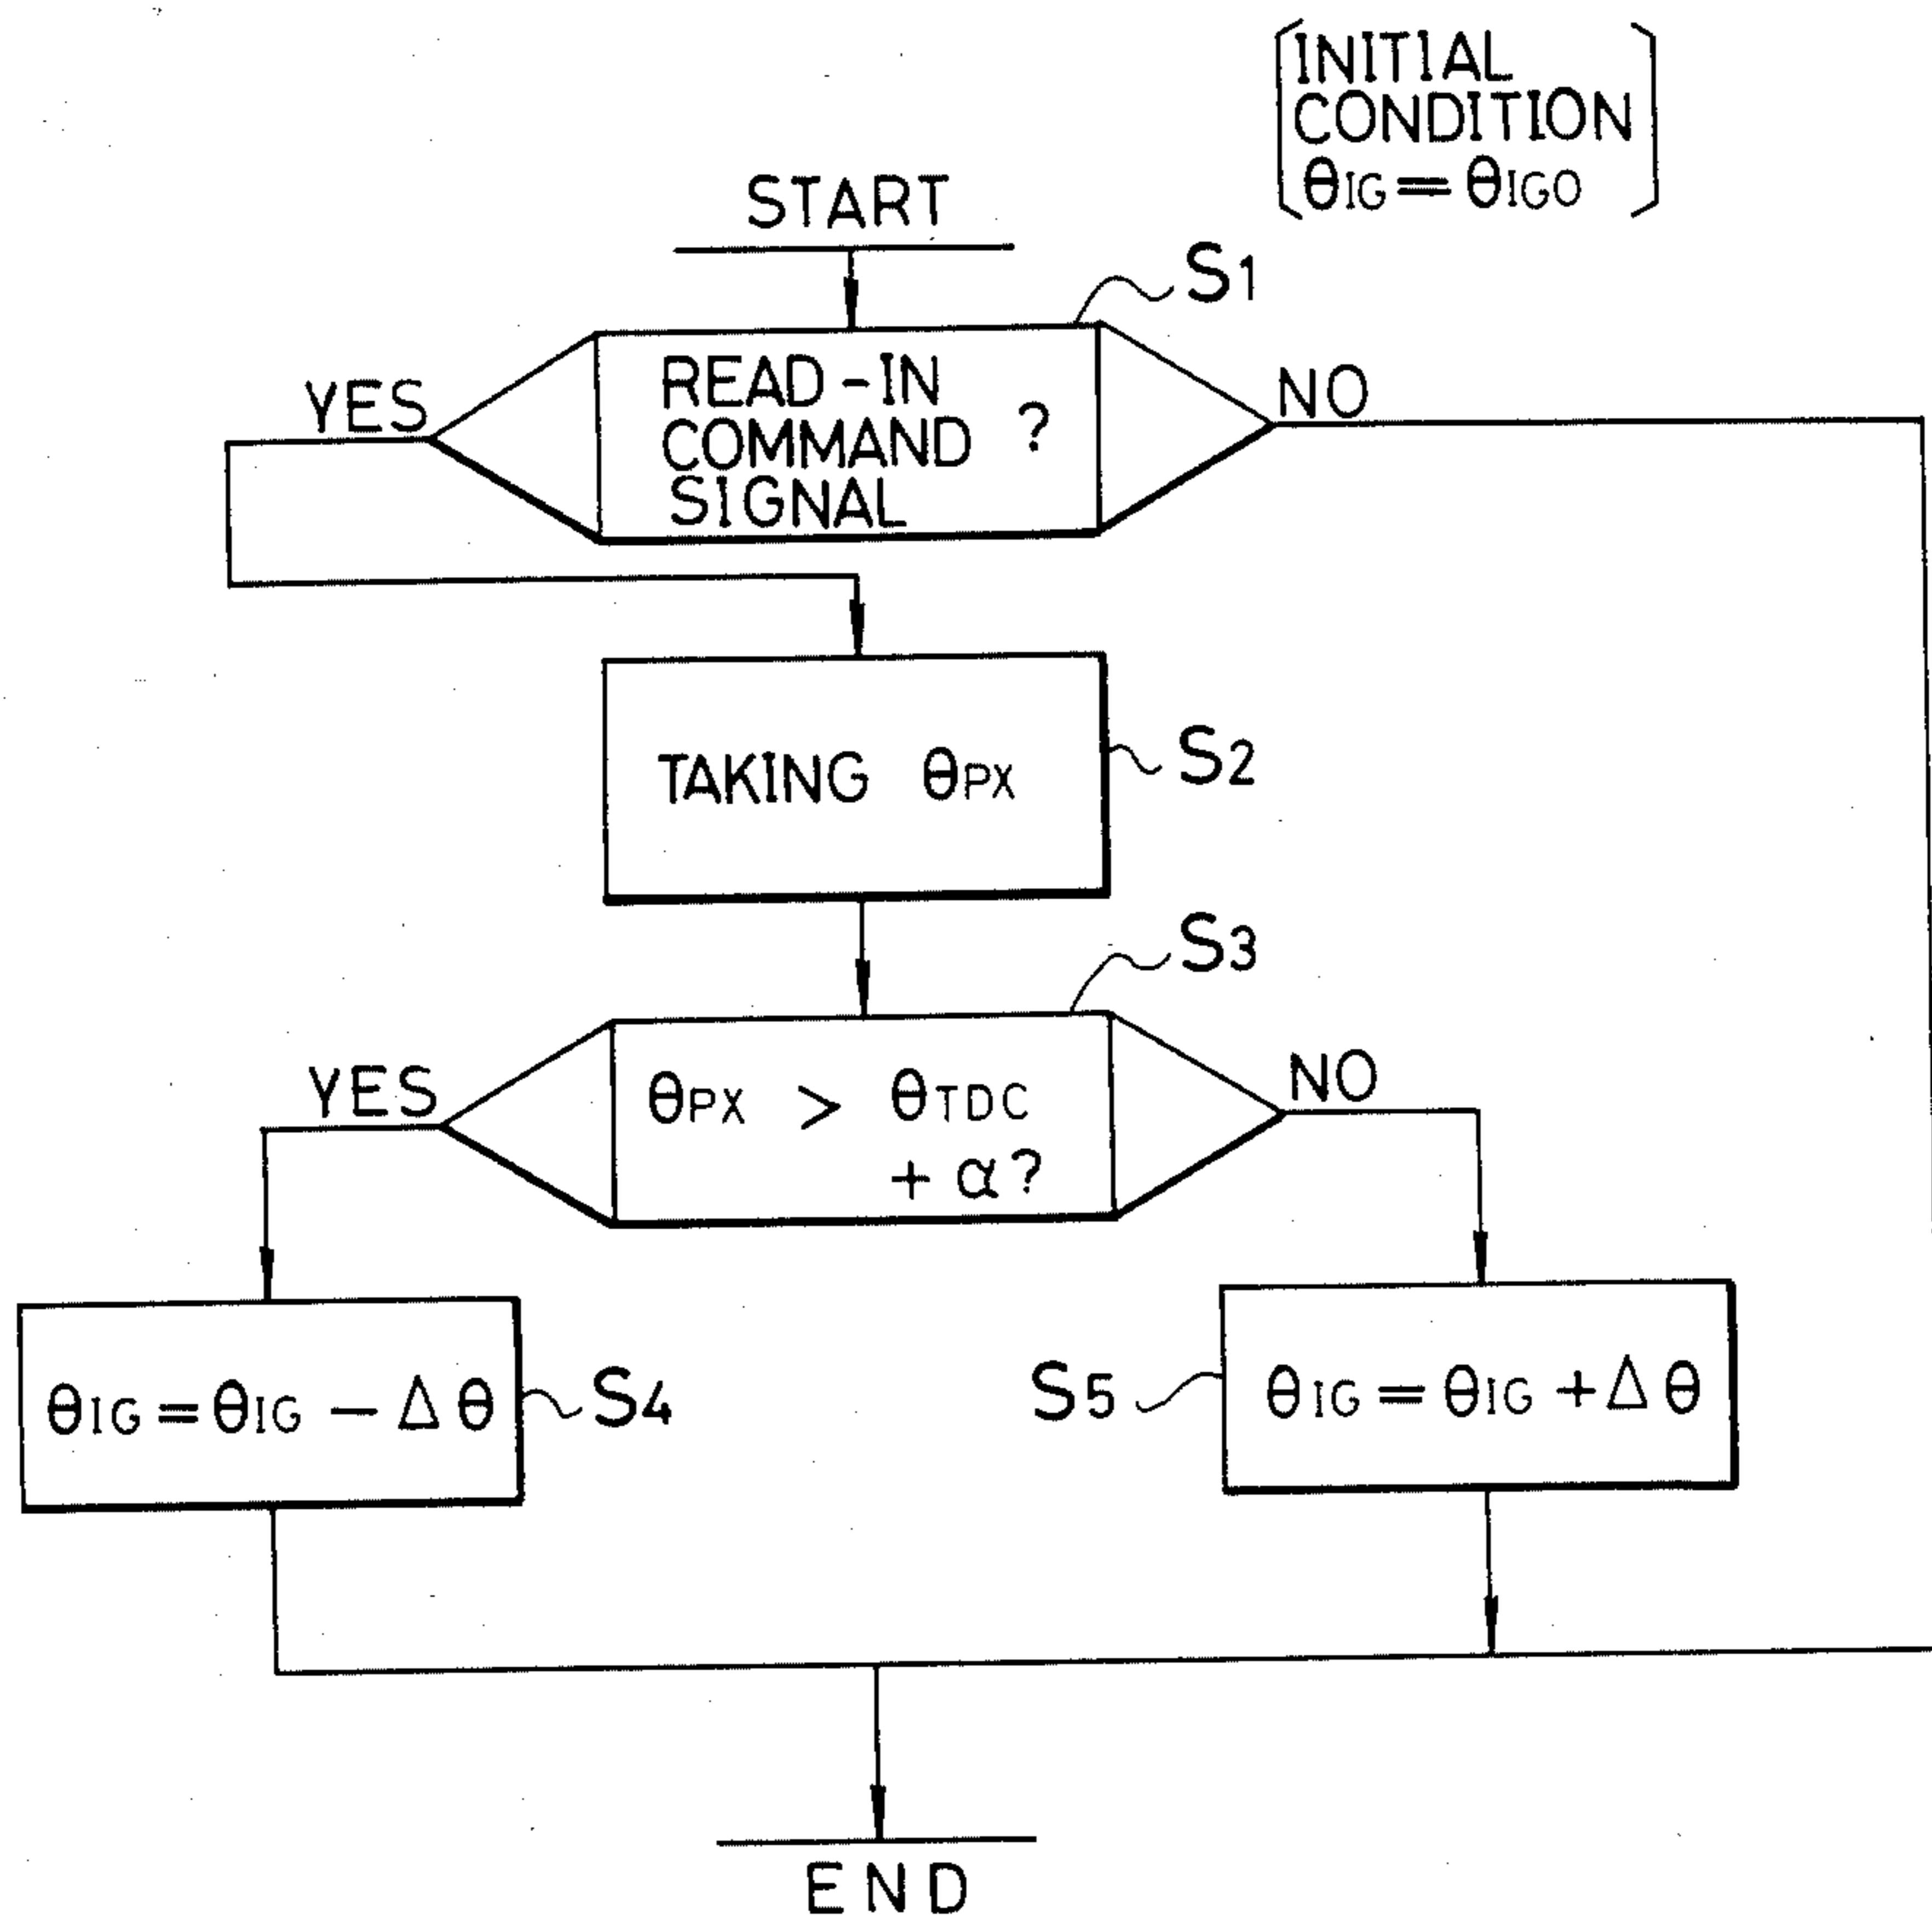 INITIAL
CONDITION
θIG = θIGO
START
S1
YES
READ-IN
COMMAND ?
SIGNAL
NO
TAKING θPX
S2
S3
YES
θPX > θTDC
+ α?
NO
θIG = θIG − Δθ
S4
S5
θIG = θIG + Δθ
END